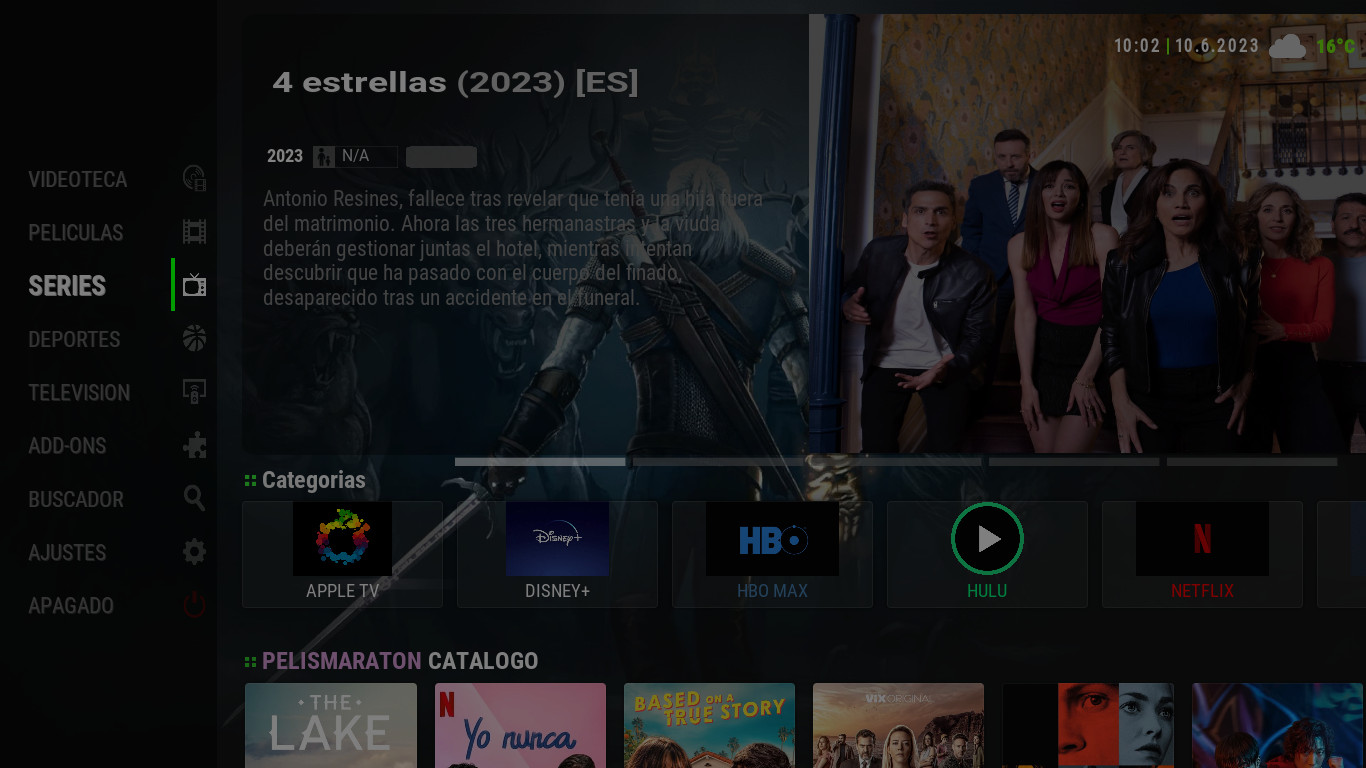 10:02 | 10.6.2023
16°C
4 estrellas (2023) [ES]
2023
N/A
Antonio Resines, fallece tras revelar que tenía una hija fuera
del matrimonio. Ahora las tres hermanastras y la viuda
deberán gestionar juntas el hotel, mientras intentan
descubrir que ha pasado con el cuerpo del finado,
desaparecido tras un accidente en el funeral.
VIDEOTECA
PELICULAS
SERIES
DEPORTES
TELEVISION
ADD-ONS
BUSCADOR
AJUSTES
APAGADO
Categorias
DISNEY+
HBO
N
APPLE TV
DISNEY+
HBO MAX
HULU
NETFLIX
PELISMARATON CATALOGO
THE
LAKE
N
Yo nunca
BASED ON A
TRUE STORY
VIX ORIGINAL